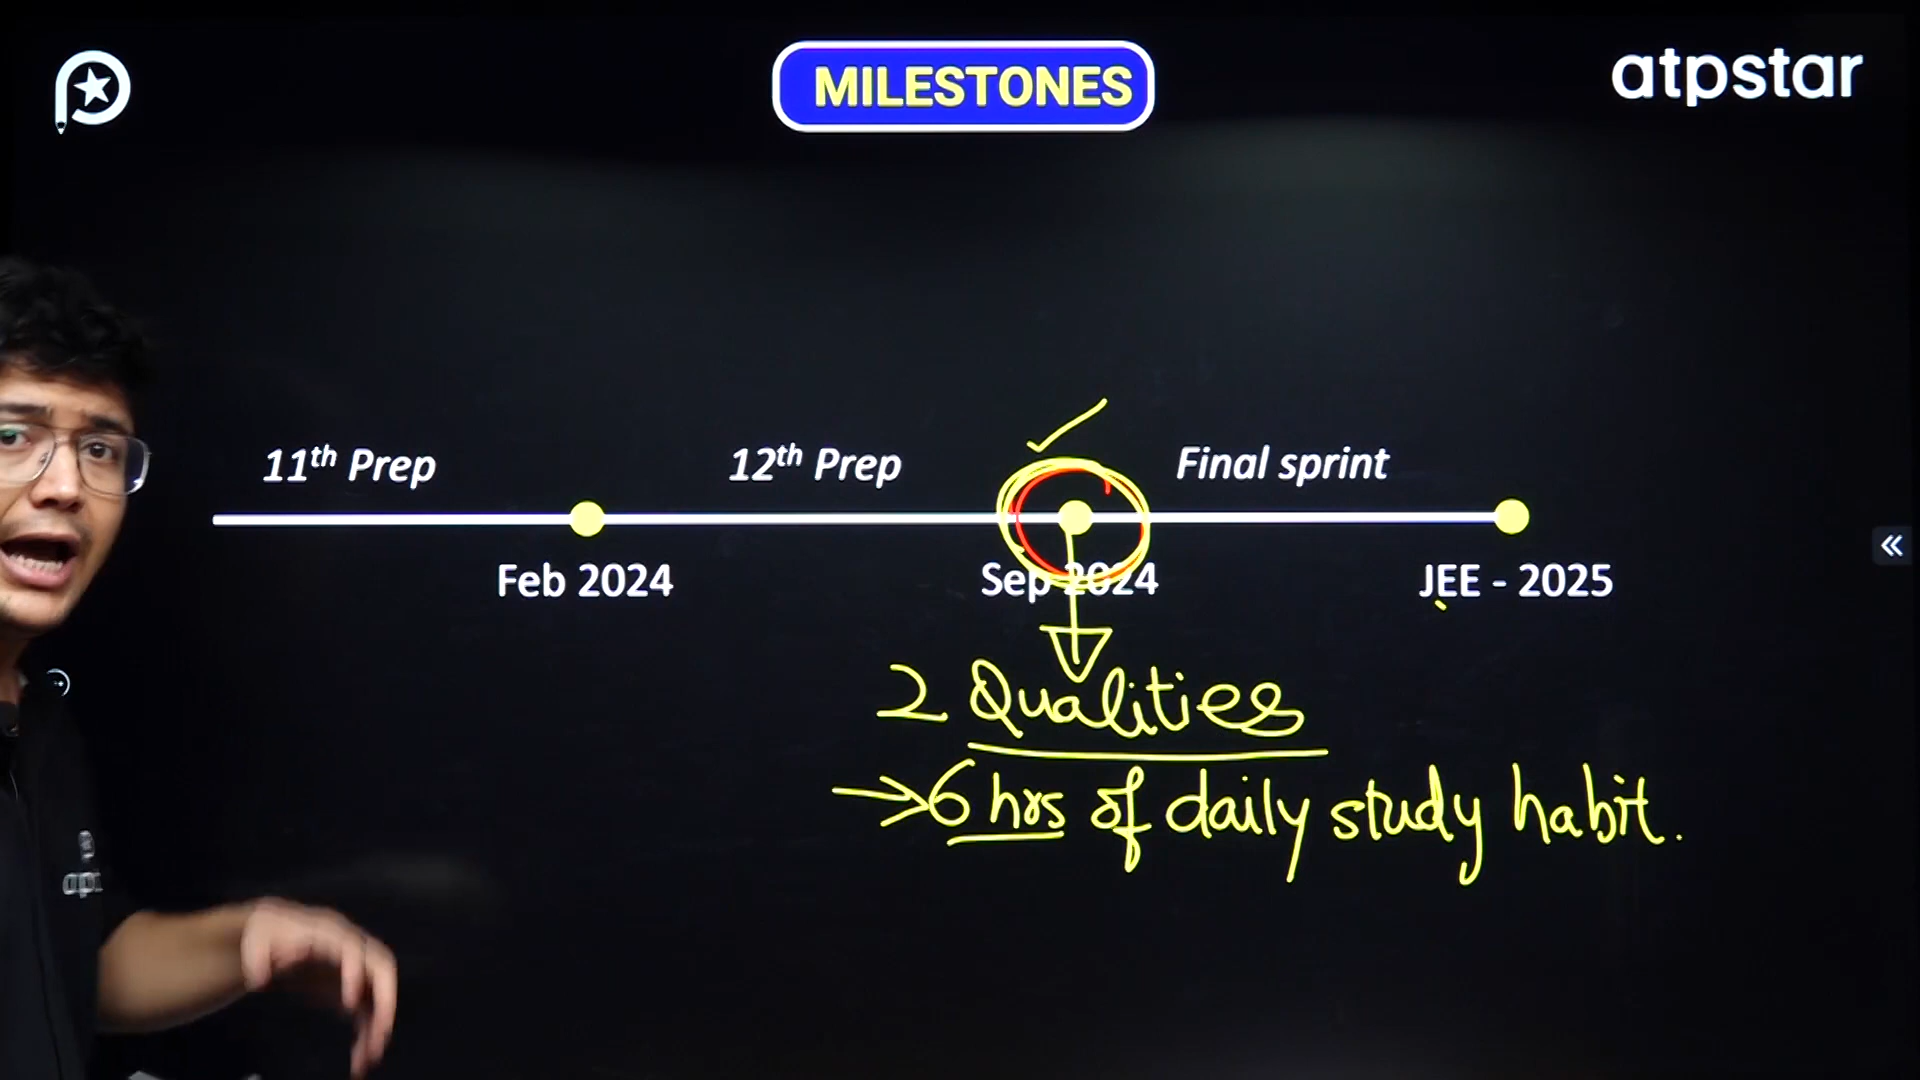 MILESTONES
atpstar
11th Prep
12th Prep
Final sprint
Feb 2024
Sep 2024
JEE - 2025
2 Qualities
→ 6 hrs of daily study habit.